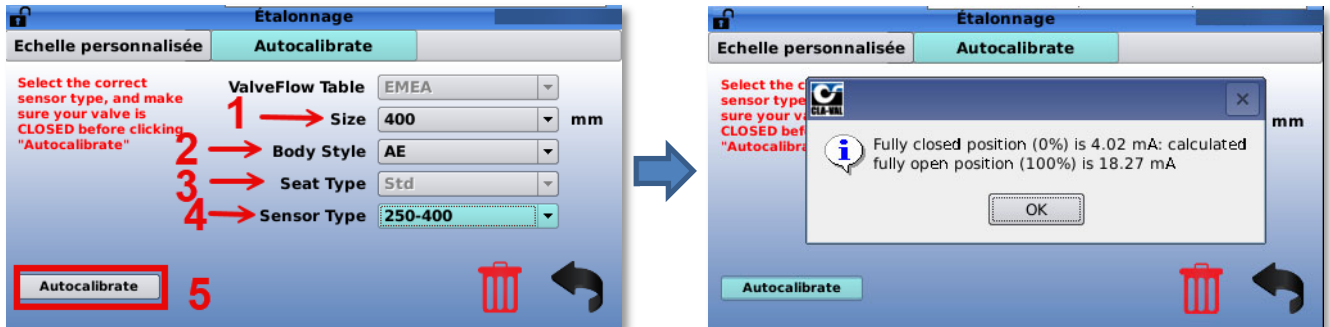 Étalonnage
Echelle personnalisée
Autocalibrate
Select the correct
sensor type, and make
sure your valve is
CLOSED before clicking
"Autocalibrate"
ValveFlow Table EMEA
1 Size 400 mm
2 Body Style AE
3 Seat Type Std
4 Sensor Type 250-400
Autocalibrate 5
Étalonnage
Echelle personnalisée
Autocalibrate
Select the c
sensor type
sure your va
CLOSED bef
"Autocalibra
CLA-VAL
mm
Fully closed position (0%) is 4.02 mA: calculated
fully open position (100%) is 18.27 mA
OK
Autocalibrate